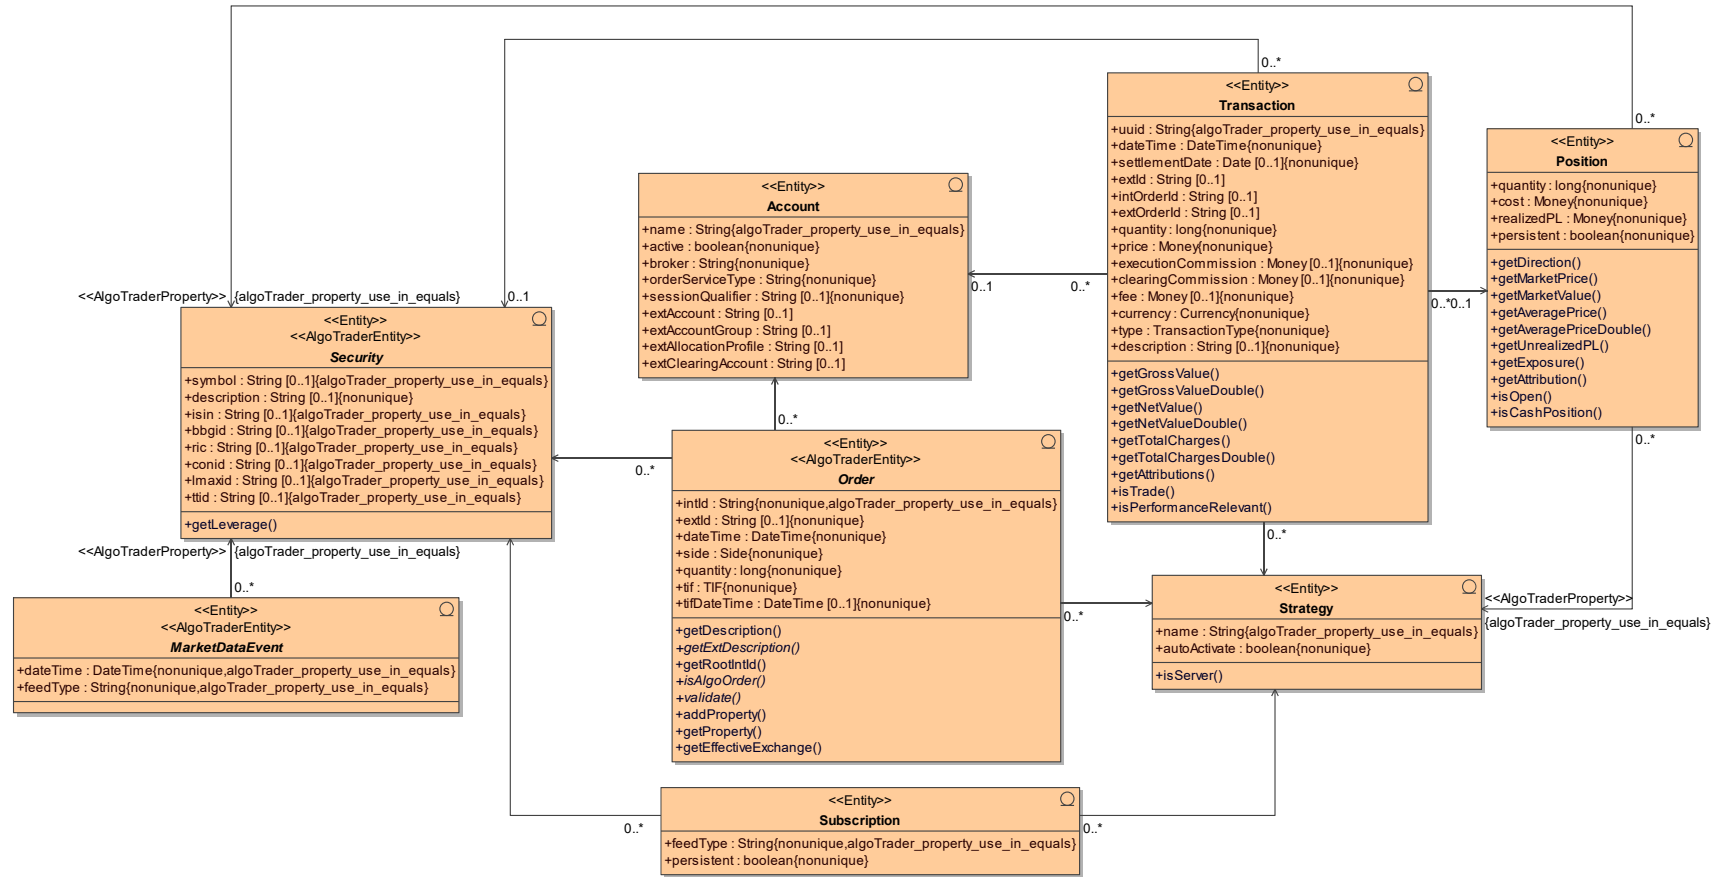 0..*
<<Entity>>
Transaction
+uuid : String{algoTrader_property_use_in_equals}
+dateTime : DateTime{nonunique}
+settlementDate : Date [0..1]{nonunique}
+extId : String [0..1]
+intOrderId : String [0..1]
+extOrderId : String [0..1]
+quantity : long{nonunique}
+price : Money{nonunique}
+executionCommission : Money [0..1]{nonunique}
+clearingCommission : Money [0..1]{nonunique}
+fee : Money [0..1]{nonunique}
+currency : Currency{nonunique}
+type : TransactionType{nonunique}
+description : String [0..1]{nonunique}
+getGrossValue()
+getGrossValueDouble()
+getNetValue()
+getNetValueDouble()
+getTotalCharges()
+getTotalChargesDouble()
+getAttributions()
+isTrade()
+isPerformanceRelevant()
0..*
0..*0..1
0..*
<<Entity>>
Position
+quantity : long{nonunique}
+cost : Money{nonunique}
+realizedPL : Money{nonunique}
+persistent : boolean{nonunique}
+getDirection()
+getMarketPrice()
+getMarketValue()
+getAveragePrice()
+getAveragePriceDouble()
+getUnrealizedPL()
+getExposure()
+getAttribution()
+isOpen()
+isCashPosition()
0..*
<<Entity>>
Account
+name : String{algoTrader_property_use_in_equals}
+active : boolean{nonunique}
+broker : String{nonunique}
+orderServiceType : String{nonunique}
+sessionQualifier : String [0..1]{nonunique}
+extAccount : String [0..1]
+extAccountGroup : String [0..1]
+extAllocationProfile : String [0..1]
+extClearingAccount : String [0..1]
0..1
0..*
0..*
<<AlgoTraderProperty>>
{algoTrader_property_use_in_equals}
0..1
<<Entity>>
<<AlgoTraderEntity>>
Security
+symbol : String [0..1]{algoTrader_property_use_in_equals}
+description : String [0..1]{nonunique}
+isin : String [0..1]{algoTrader_property_use_in_equals}
+bbgid : String [0..1]{algoTrader_property_use_in_equals}
+ric : String [0..1]{algoTrader_property_use_in_equals}
+conid : String [0..1]{algoTrader_property_use_in_equals}
+lmaxid : String [0..1]{algoTrader_property_use_in_equals}
+ttid : String [0..1]{algoTrader_property_use_in_equals}
+getLeverage()
<<AlgoTraderProperty>>
{algoTrader_property_use_in_equals}
0..*
0..*
<<Entity>>
<<AlgoTraderEntity>>
Order
+intId : String{nonunique,algoTrader_property_use_in_equals}
+extId : String [0..1]{nonunique}
+dateTime : DateTime{nonunique}
+side : Side{nonunique}
+quantity : long{nonunique}
+tif : TIF{nonunique}
+tifDateTime : DateTime [0..1]{nonunique}
+getDescription()
+getExtDescription()
+getRootIntId()
+isAlgoOrder()
+validate()
+addProperty()
+getProperty()
+getEffectiveExchange()
0..*
<<Entity>>
<<AlgoTraderEntity>>
MarketDataEvent
+dateTime : DateTime{nonunique,algoTrader_property_use_in_equals}
+feedType : String{nonunique,algoTrader_property_use_in_equals}
<<Entity>>
Strategy
+name : String{algoTrader_property_use_in_equals}
+autoActivate : boolean{nonunique}
+isServer()
<<AlgoTraderProperty>>
{algoTrader_property_use_in_equals}
<<Entity>>
Subscription
+feedType : String{nonunique,algoTrader_property_use_in_equals}
+persistent : boolean{nonunique}
0..*
0..*